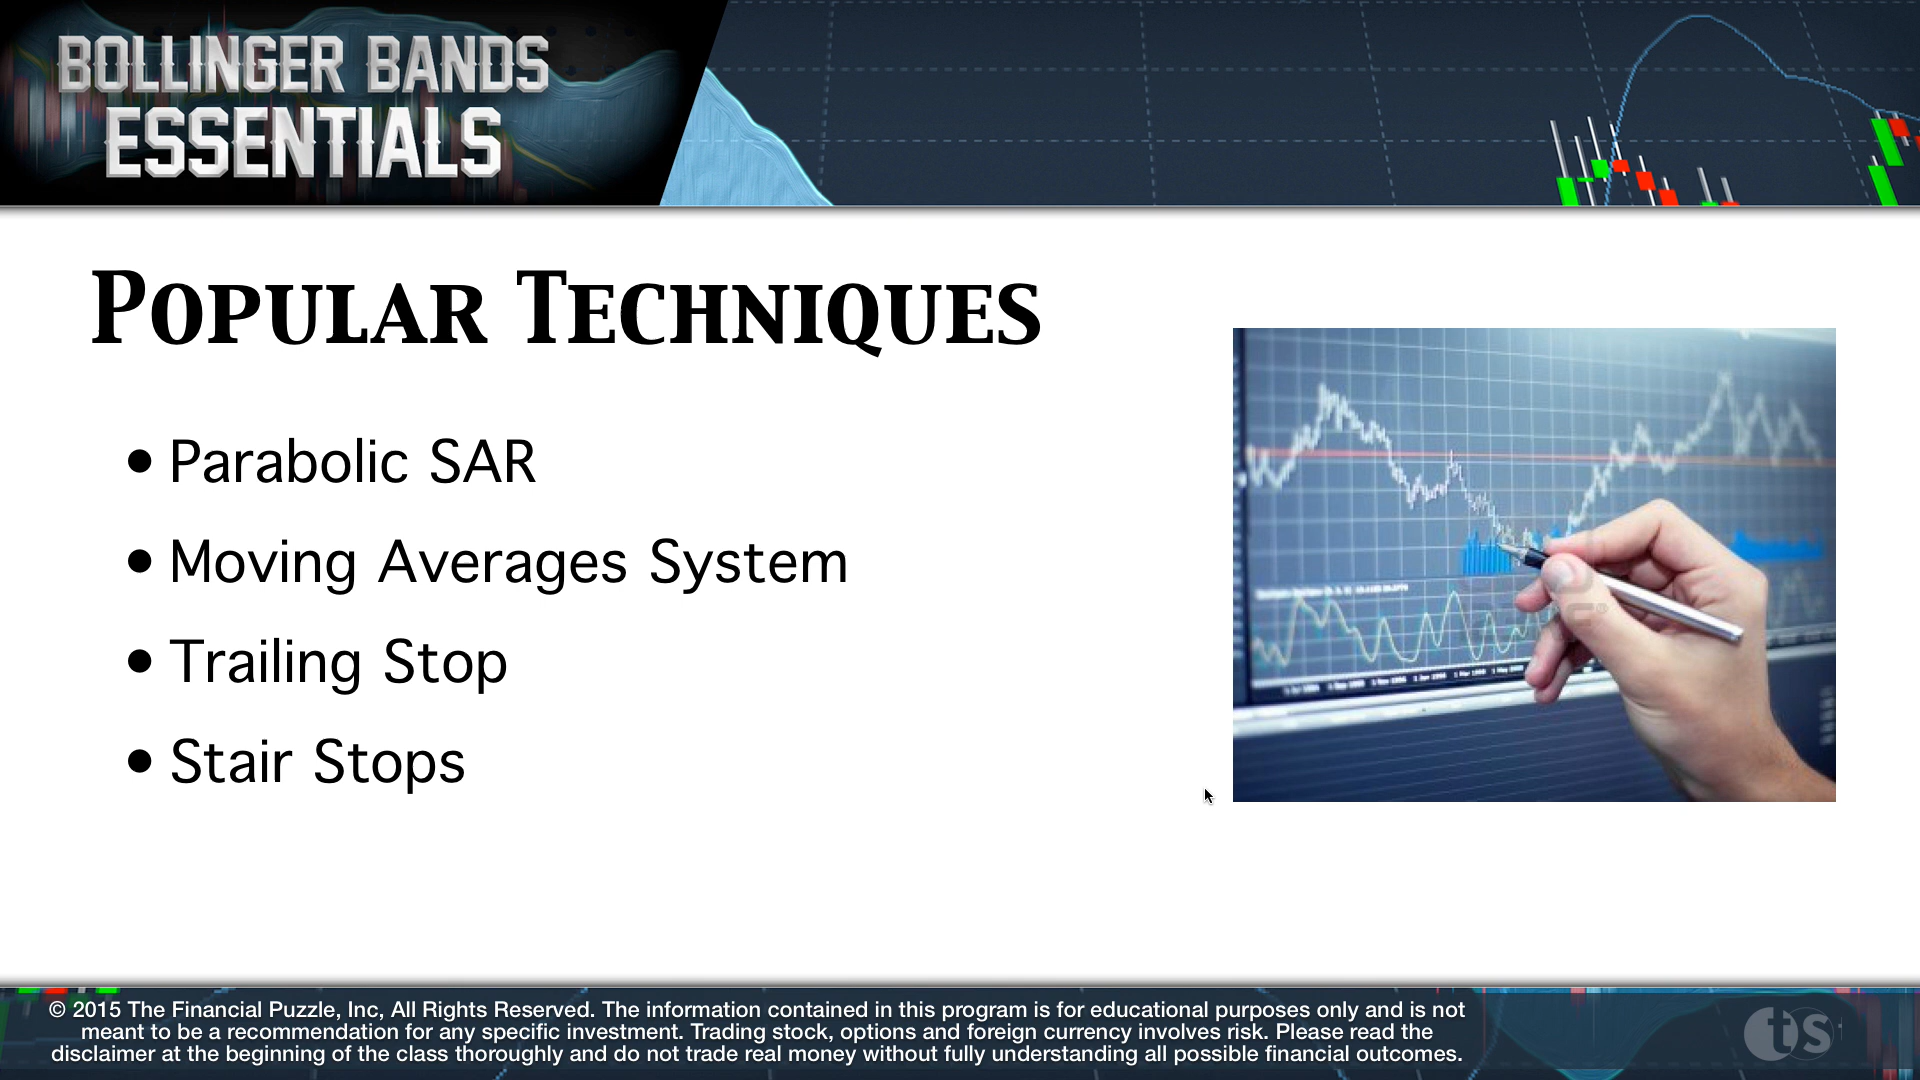 BOLLINGER BANDS
ESSENTIALS
POPULAR TECHNIQUES
• Parabolic SAR
• Moving Averages System
• Trailing Stop
• Stair Stops
© 2015 The Financial Puzzle, Inc, All Rights Reserved. The information contained in this program is for educational purposes only and is not
meant to be a recommendation for any specific investment. Trading stock, options and foreign currency involves risk. Please read the
disclaimer at the beginning of the class thoroughly and do not trade real money without fully understanding all possible financial outcomes.
ts